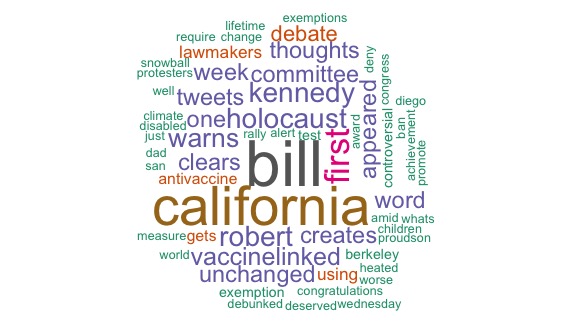 lifetime exemptions
require change debate
lawmakers thoughts
snowball
protesters week committee deny
well tweets kennedy congress
climate one holocaust diego
disabled
just warns rally alert test award appeared controversial ban achievement promote
dad
san clears bill first
antivaccine
california word
amid whats
measure gets robert creates children
proudson
world vaccine linked berkeley
unchanged using heated
worse
exemption congratulations
debunked deserved wednesday